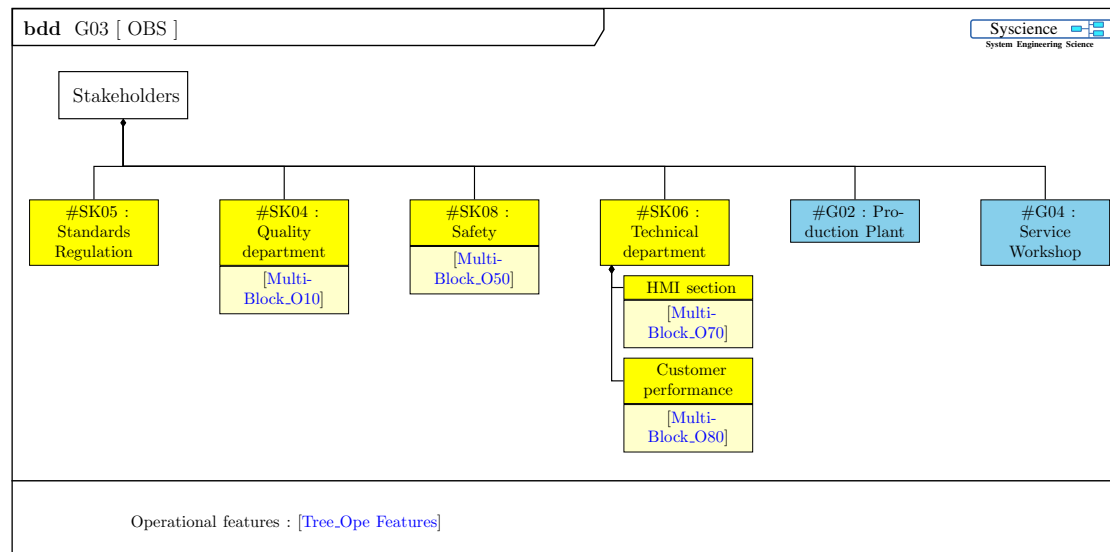 bdd G03 [ OBS ]
Syscience
System Engineering Science
Stakeholders
#SK05 :
Standards
Regulation
#SK04 :
Quality
department
[Multi-
Block_O10]
#SK08 :
Safety
[Multi-
Block_O50]
#SK06 :
Technical
department
HMI section
[Multi-
Block_O70]
Customer
performance
[Multi-
Block_O80]
#G02 : Pro-
duction Plant
#G04 :
Service
Workshop
Operational features : [Tree_Ope Features]